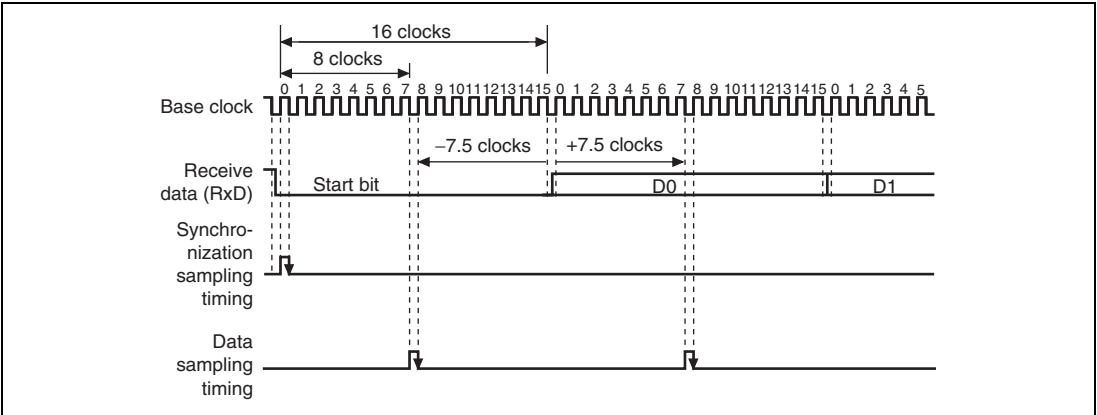 16 clocks
8 clocks
0 1 2 3 4 5 6 7 8 9 10 11 12 13 14 15 0 1 2 3 4 5 6 7 8 9 10 11 12 13 14 15 0 1 2 3 4 5
Base clock
–7.5 clocks +7.5 clocks
Receive
data (RxD)
Start bit D0 D1
Synchro-
nization
sampling
timing
Data
sampling
timing